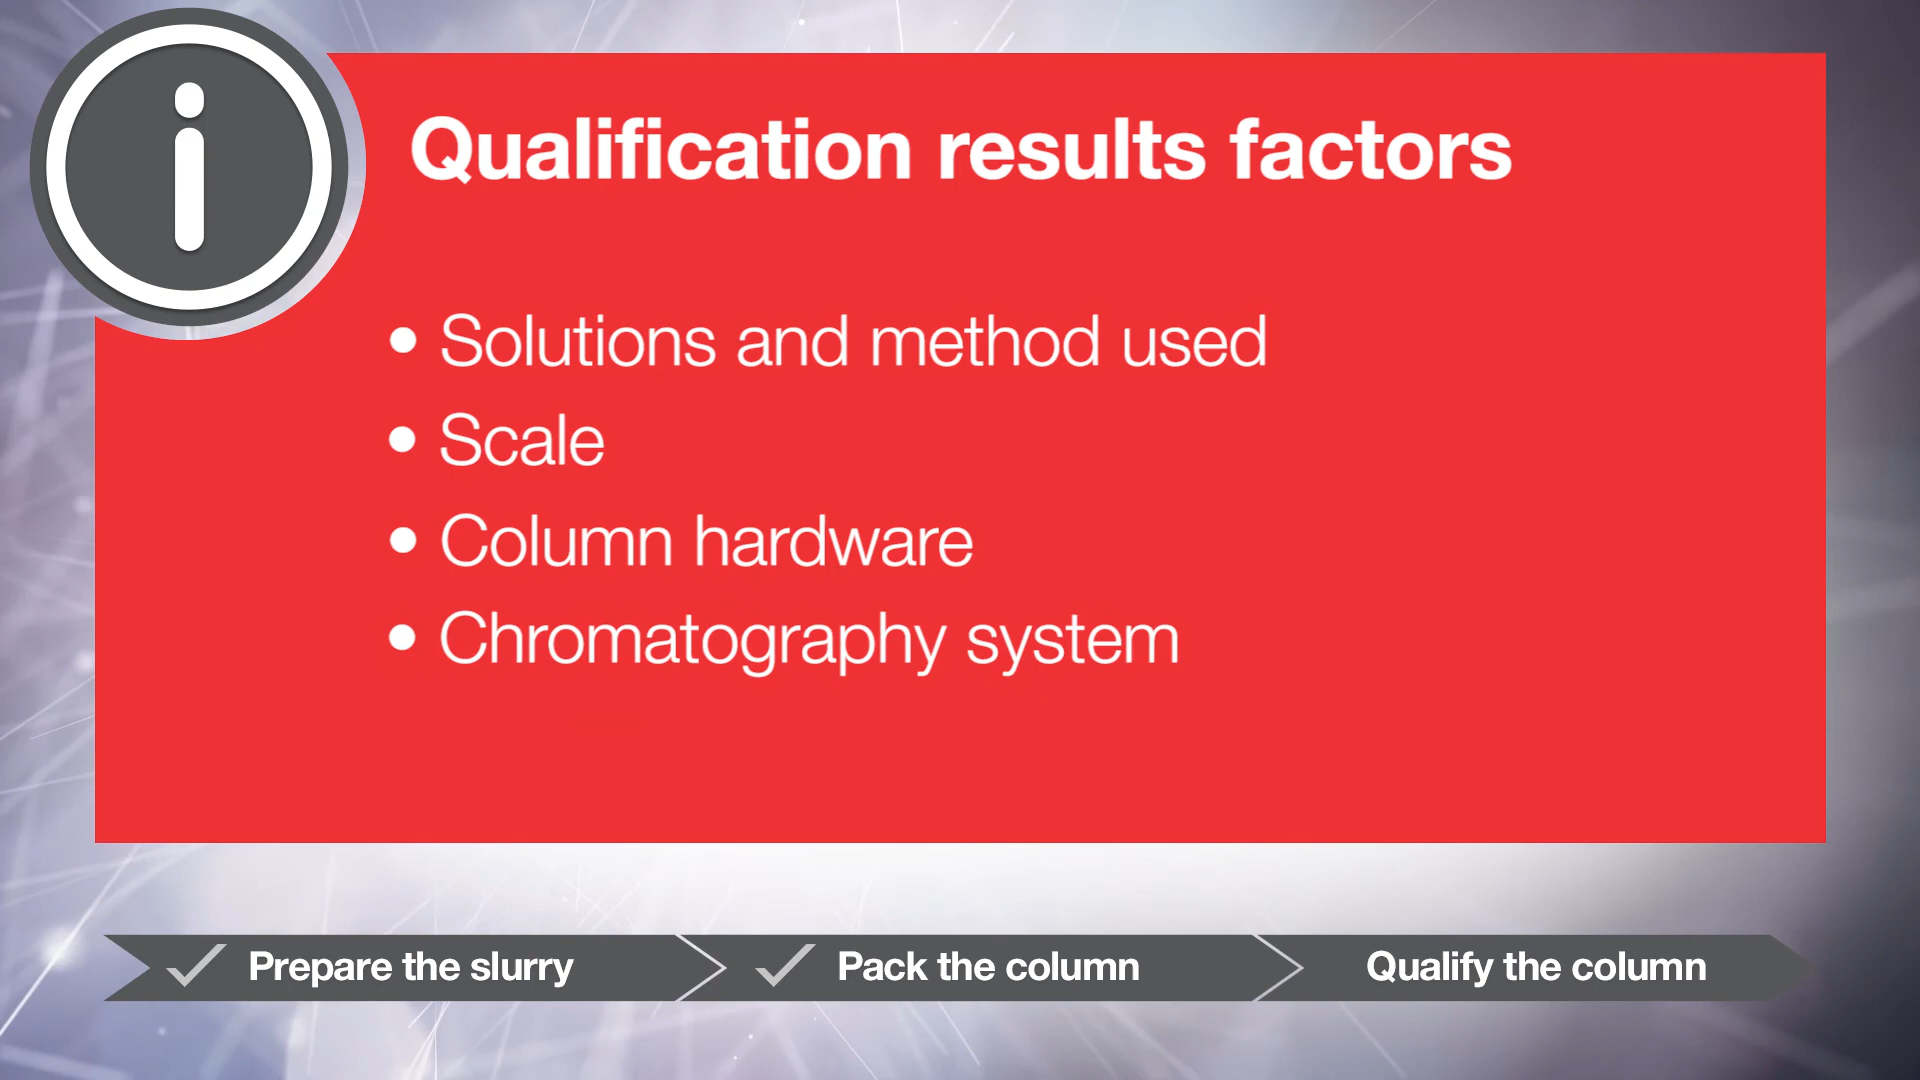 Qualification results factors
• Solutions and method used
• Scale
• Column hardware
• Chromatography system
Prepare the slurry
Pack the column
Qualify the column